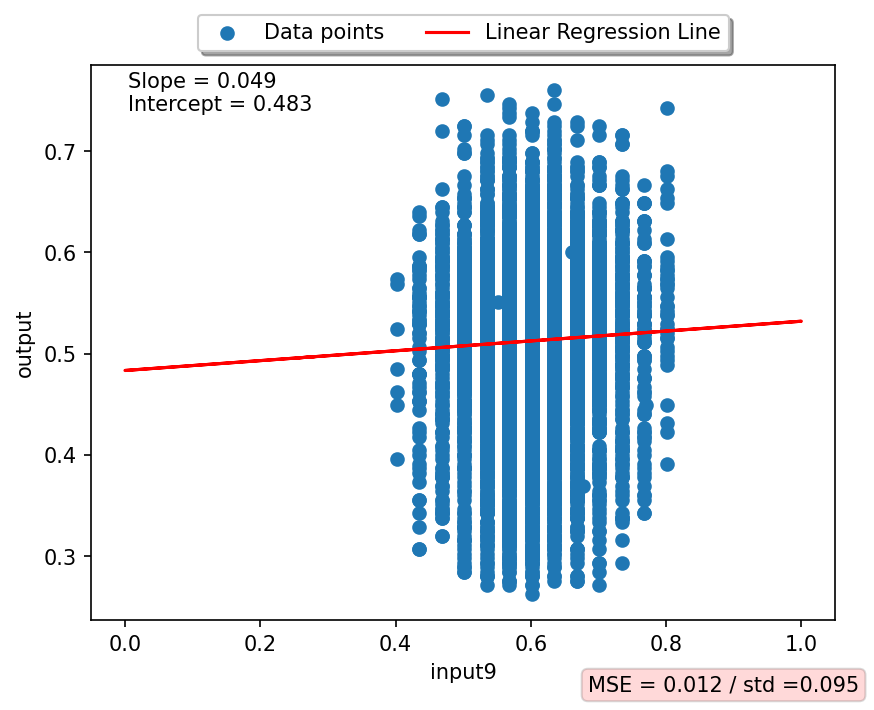 Data points
Linear Regression Line
Slope = 0.049
Intercept = 0.483
output
0.7
0.6
0.5
0.4
0.3
0.0 0.2 0.4 0.6 0.8 1.0
input9
MSE = 0.012 / std =0.095